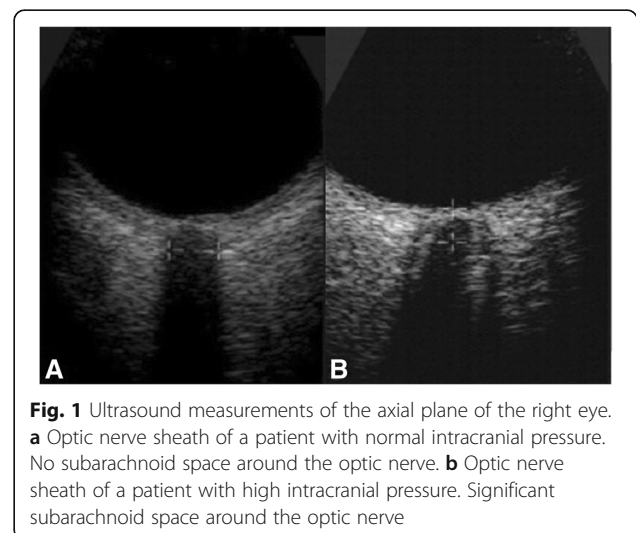 A
B
Fig. 1 Ultrasound measurements of the axial plane of the right eye.
a Optic nerve sheath of a patient with normal intracranial pressure.
No subarachnoid space around the optic nerve. b Optic nerve
sheath of a patient with high intracranial pressure. Significant
subarachnoid space around the optic nerve